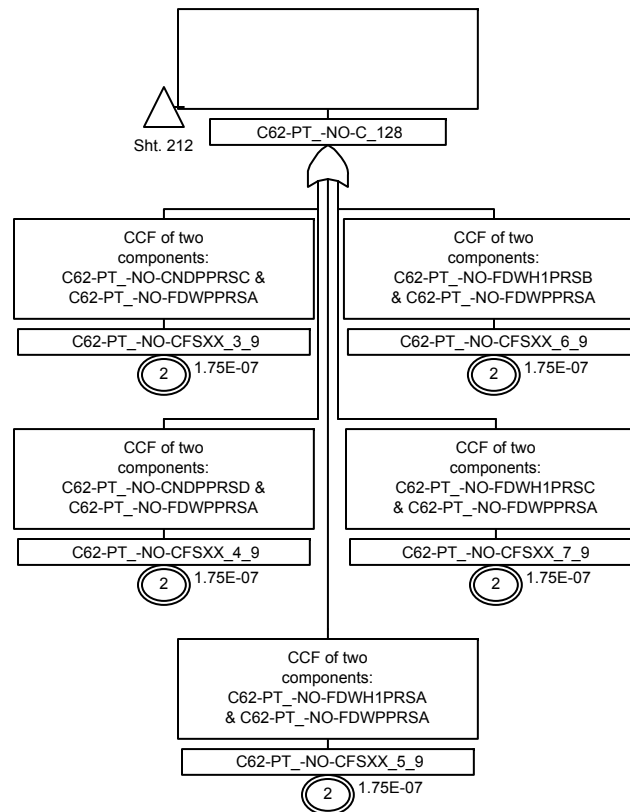 Sht. 212
C62-PT_-NO-C_128
CCF of two
components:
C62-PT_-NO-CNDPPRSC &
C62-PT_-NO-FDWPPRSA
C62-PT_-NO-CFSXX_3_9
2
1.75E-07
CCF of two
components:
C62-PT_-NO-FDWH1PRSB
& C62-PT_-NO-FDWPPRSA
C62-PT_-NO-CFSXX_6_9
2
1.75E-07
CCF of two
components:
C62-PT_-NO-CNDPPRSD &
C62-PT_-NO-FDWPPRSA
C62-PT_-NO-CFSXX_4_9
2
1.75E-07
CCF of two
components:
C62-PT_-NO-FDWH1PRSC
& C62-PT_-NO-FDWPPRSA
C62-PT_-NO-CFSXX_7_9
2
1.75E-07
CCF of two
components:
C62-PT_-NO-FDWH1PRSA
& C62-PT_-NO-FDWPPRSA
C62-PT_-NO-CFSXX_5_9
2
1.75E-07